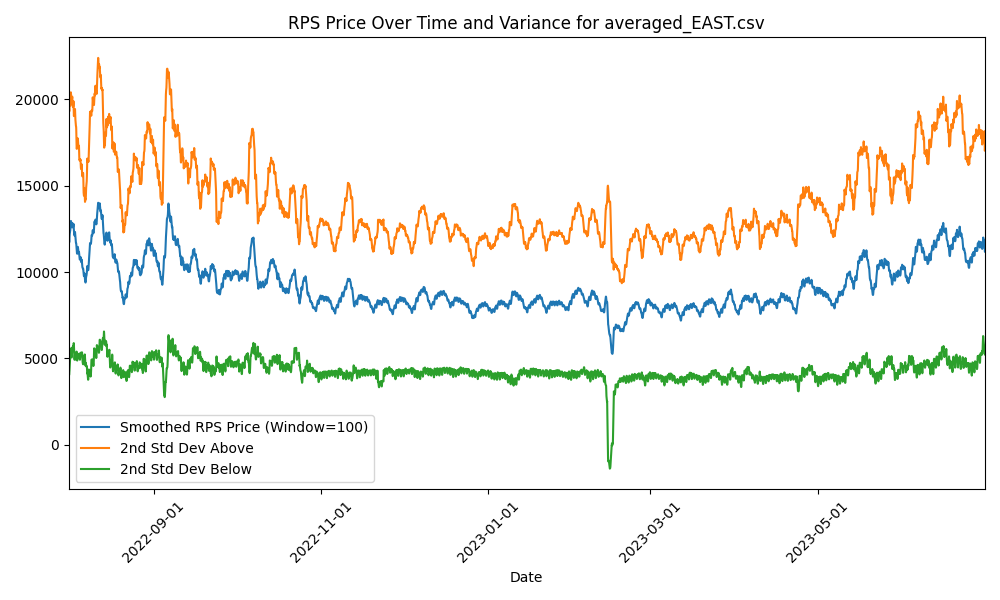 RPS Price Over Time and Variance for averaged_EAST.csv
20000
15000
10000
5000
0
Smoothed RPS Price (Window=100)
2nd Std Dev Above
2nd Std Dev Below
2022-09-01
2022-11-01
2023-01-01
2023-03-01
2023-05-01
Date